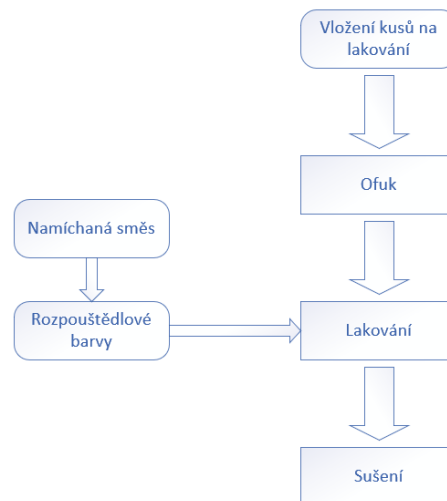 Vložení kusů na
lakování
Ofuk
Namíchaná směs
Rozpouštědlové
barvy
Lakování
Sušení